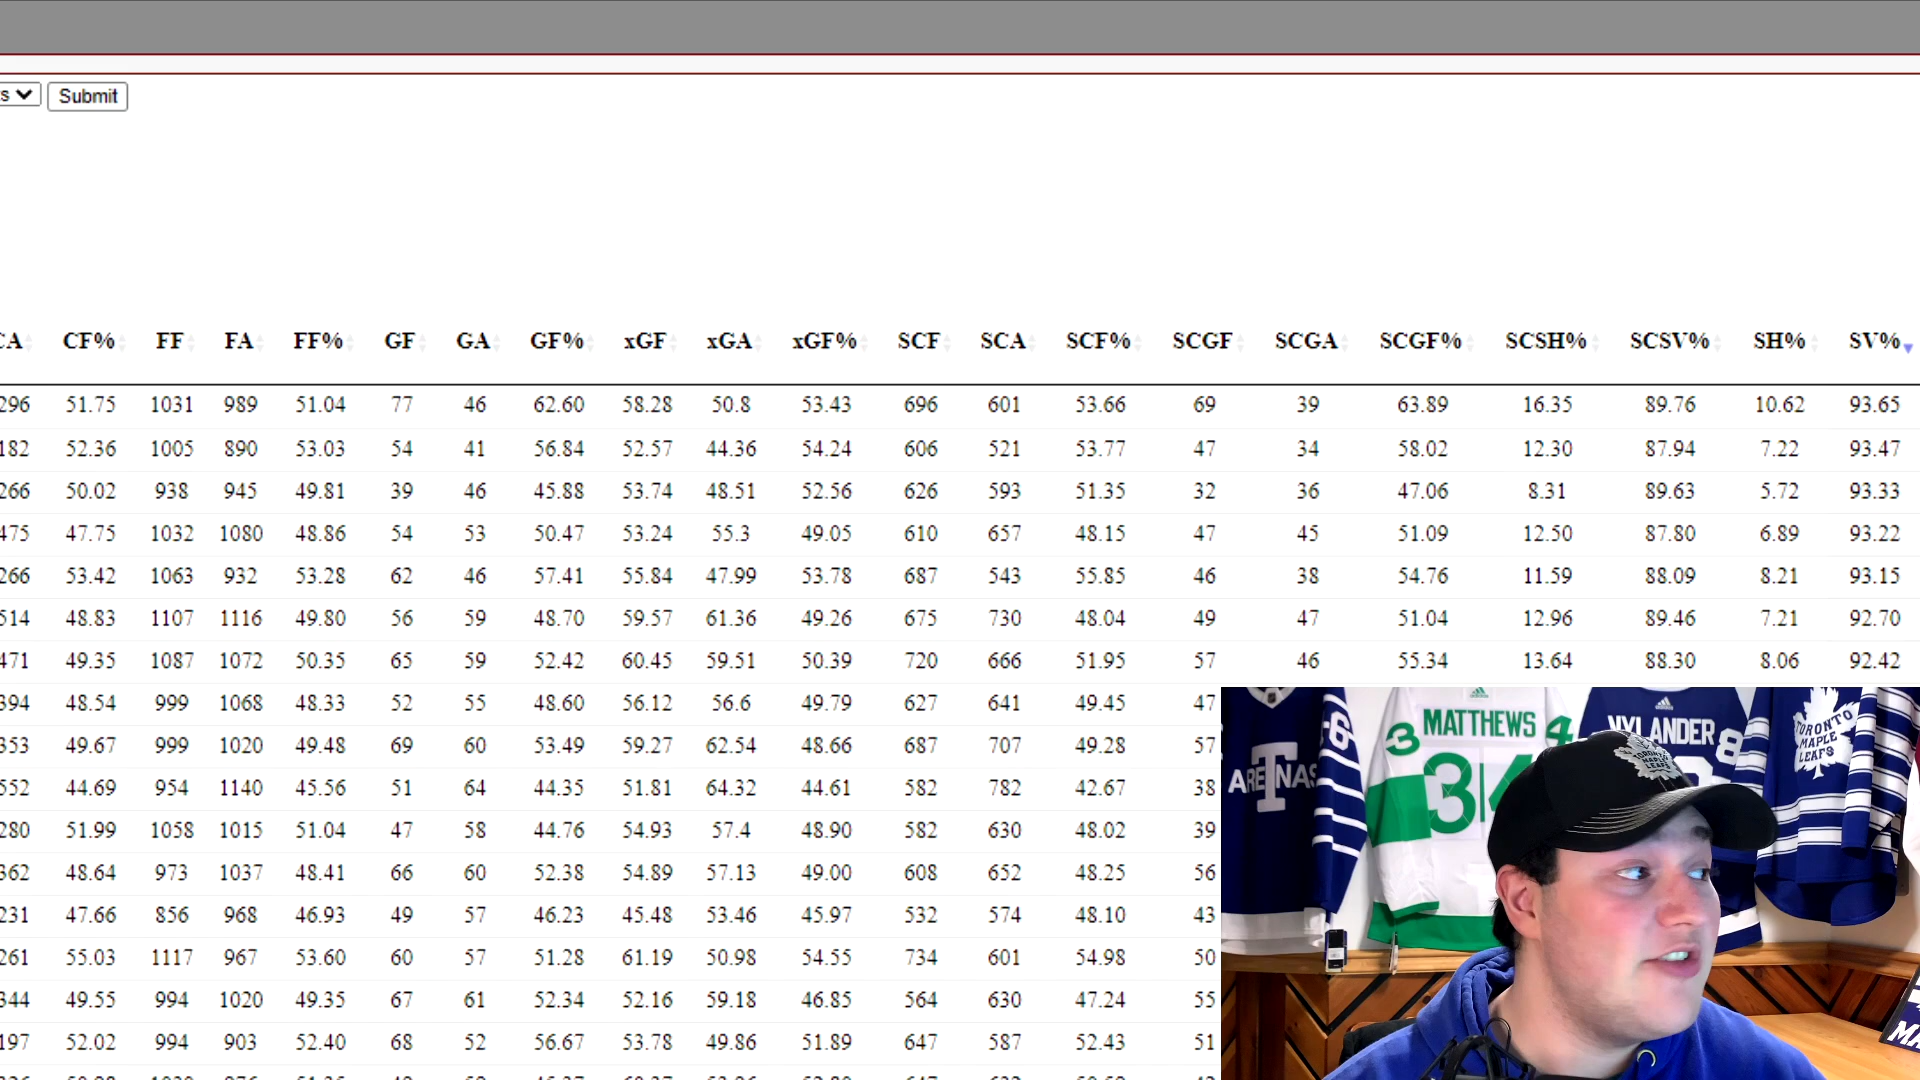 s Submit
CA CF% FF FA FF% GF GA GF% xGF xGA xGF% SCF SCA SCF% SCGF SCGA SCGF% SCSH% SCSV% SH% SV%
296 51.75 1031 989 51.04 77 46 62.60 58.28 50.8 53.43 696 601 53.66 69 39 63.89 16.35 89.76 10.62 93.65
182 52.36 1005 890 53.03 54 41 56.84 52.57 44.36 54.24 606 521 53.77 47 34 58.02 12.30 87.94 7.22 93.47
266 50.02 938 945 49.81 39 46 45.88 53.74 48.51 52.56 626 593 51.35 32 36 47.06 8.31 89.63 5.72 93.33
475 47.75 1032 1080 48.86 54 53 50.47 53.24 55.3 49.05 610 657 48.15 47 45 51.09 12.50 87.80 6.89 93.22
266 53.42 1063 932 53.28 62 46 57.41 55.84 47.99 53.78 687 543 55.85 46 38 54.76 11.59 88.09 8.21 93.15
514 48.83 1107 1116 49.80 56 59 48.70 59.57 61.36 49.26 675 730 48.04 49 47 51.04 12.96 89.46 7.21 92.70
471 49.35 1087 1072 50.35 65 59 52.42 60.45 59.51 50.39 720 666 51.95 57 46 55.34 13.64 88.30 8.06 92.42
394 48.54 999 1068 48.33 52 55 48.60 56.12 56.6 49.79 627 641 49.45 47
353 49.67 999 1020 49.48 69 60 53.49 59.27 62.54 48.66 687 707 49.28 57
552 44.69 954 1140 45.56 51 64 44.35 51.81 64.32 44.61 582 782 42.67 38
280 51.99 1058 1015 51.04 47 58 44.76 54.93 57.4 48.90 582 630 48.02 39
362 48.64 973 1037 48.41 66 60 52.38 54.89 57.13 49.00 608 652 48.25 56
231 47.66 856 968 46.93 49 57 46.23 45.48 53.46 45.97 532 574 48.10 43
261 55.03 1117 967 53.60 60 57 51.28 61.19 50.98 54.55 734 601 54.98 50
344 49.55 994 1020 49.35 67 61 52.34 52.16 59.18 46.85 564 630 47.24 55
197 52.02 994 903 52.40 68 52 56.67 53.78 49.86 51.89 647 587 52.43 51
ARENAS
MATTHEWS
34
3 4
NYLANDER
8
TORONTO
MAPLE
LEAFS
TORONTO
MAPLE
LEAFS